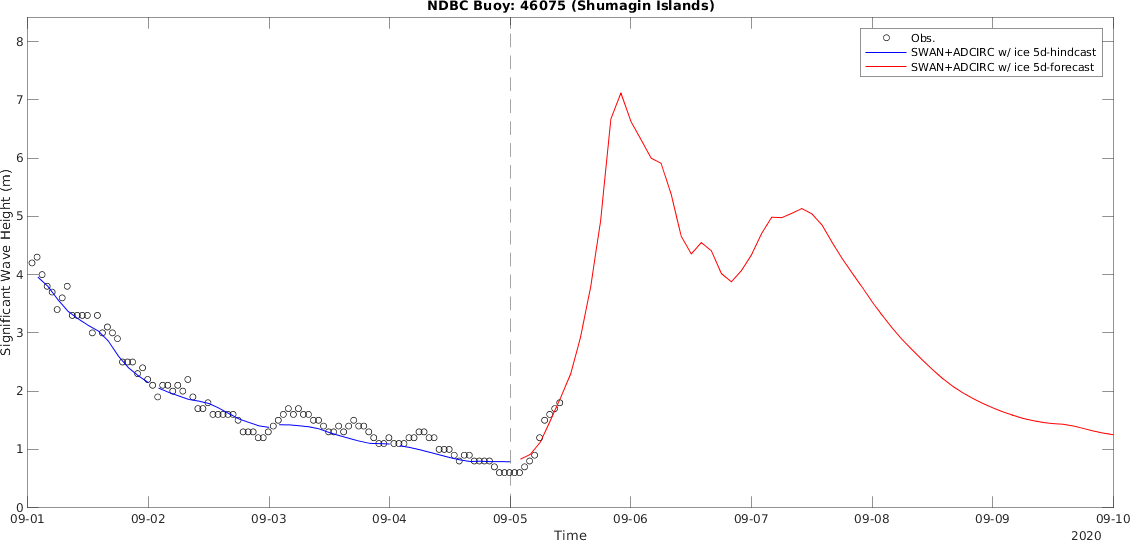 NDBC Buoy: 46075 (Shumagin Islands)
Obs.
SWAN+ADCIRC w/ ice 5d-hindcast
SWAN+ADCIRC w/ ice 5d-forecast
Significant Wave Height (m)
8
7
6
5
4
3
2
1
0
09-01 09-02 09-03 09-04 09-05 09-06 09-07 09-08 09-09 09-10
Time
2020